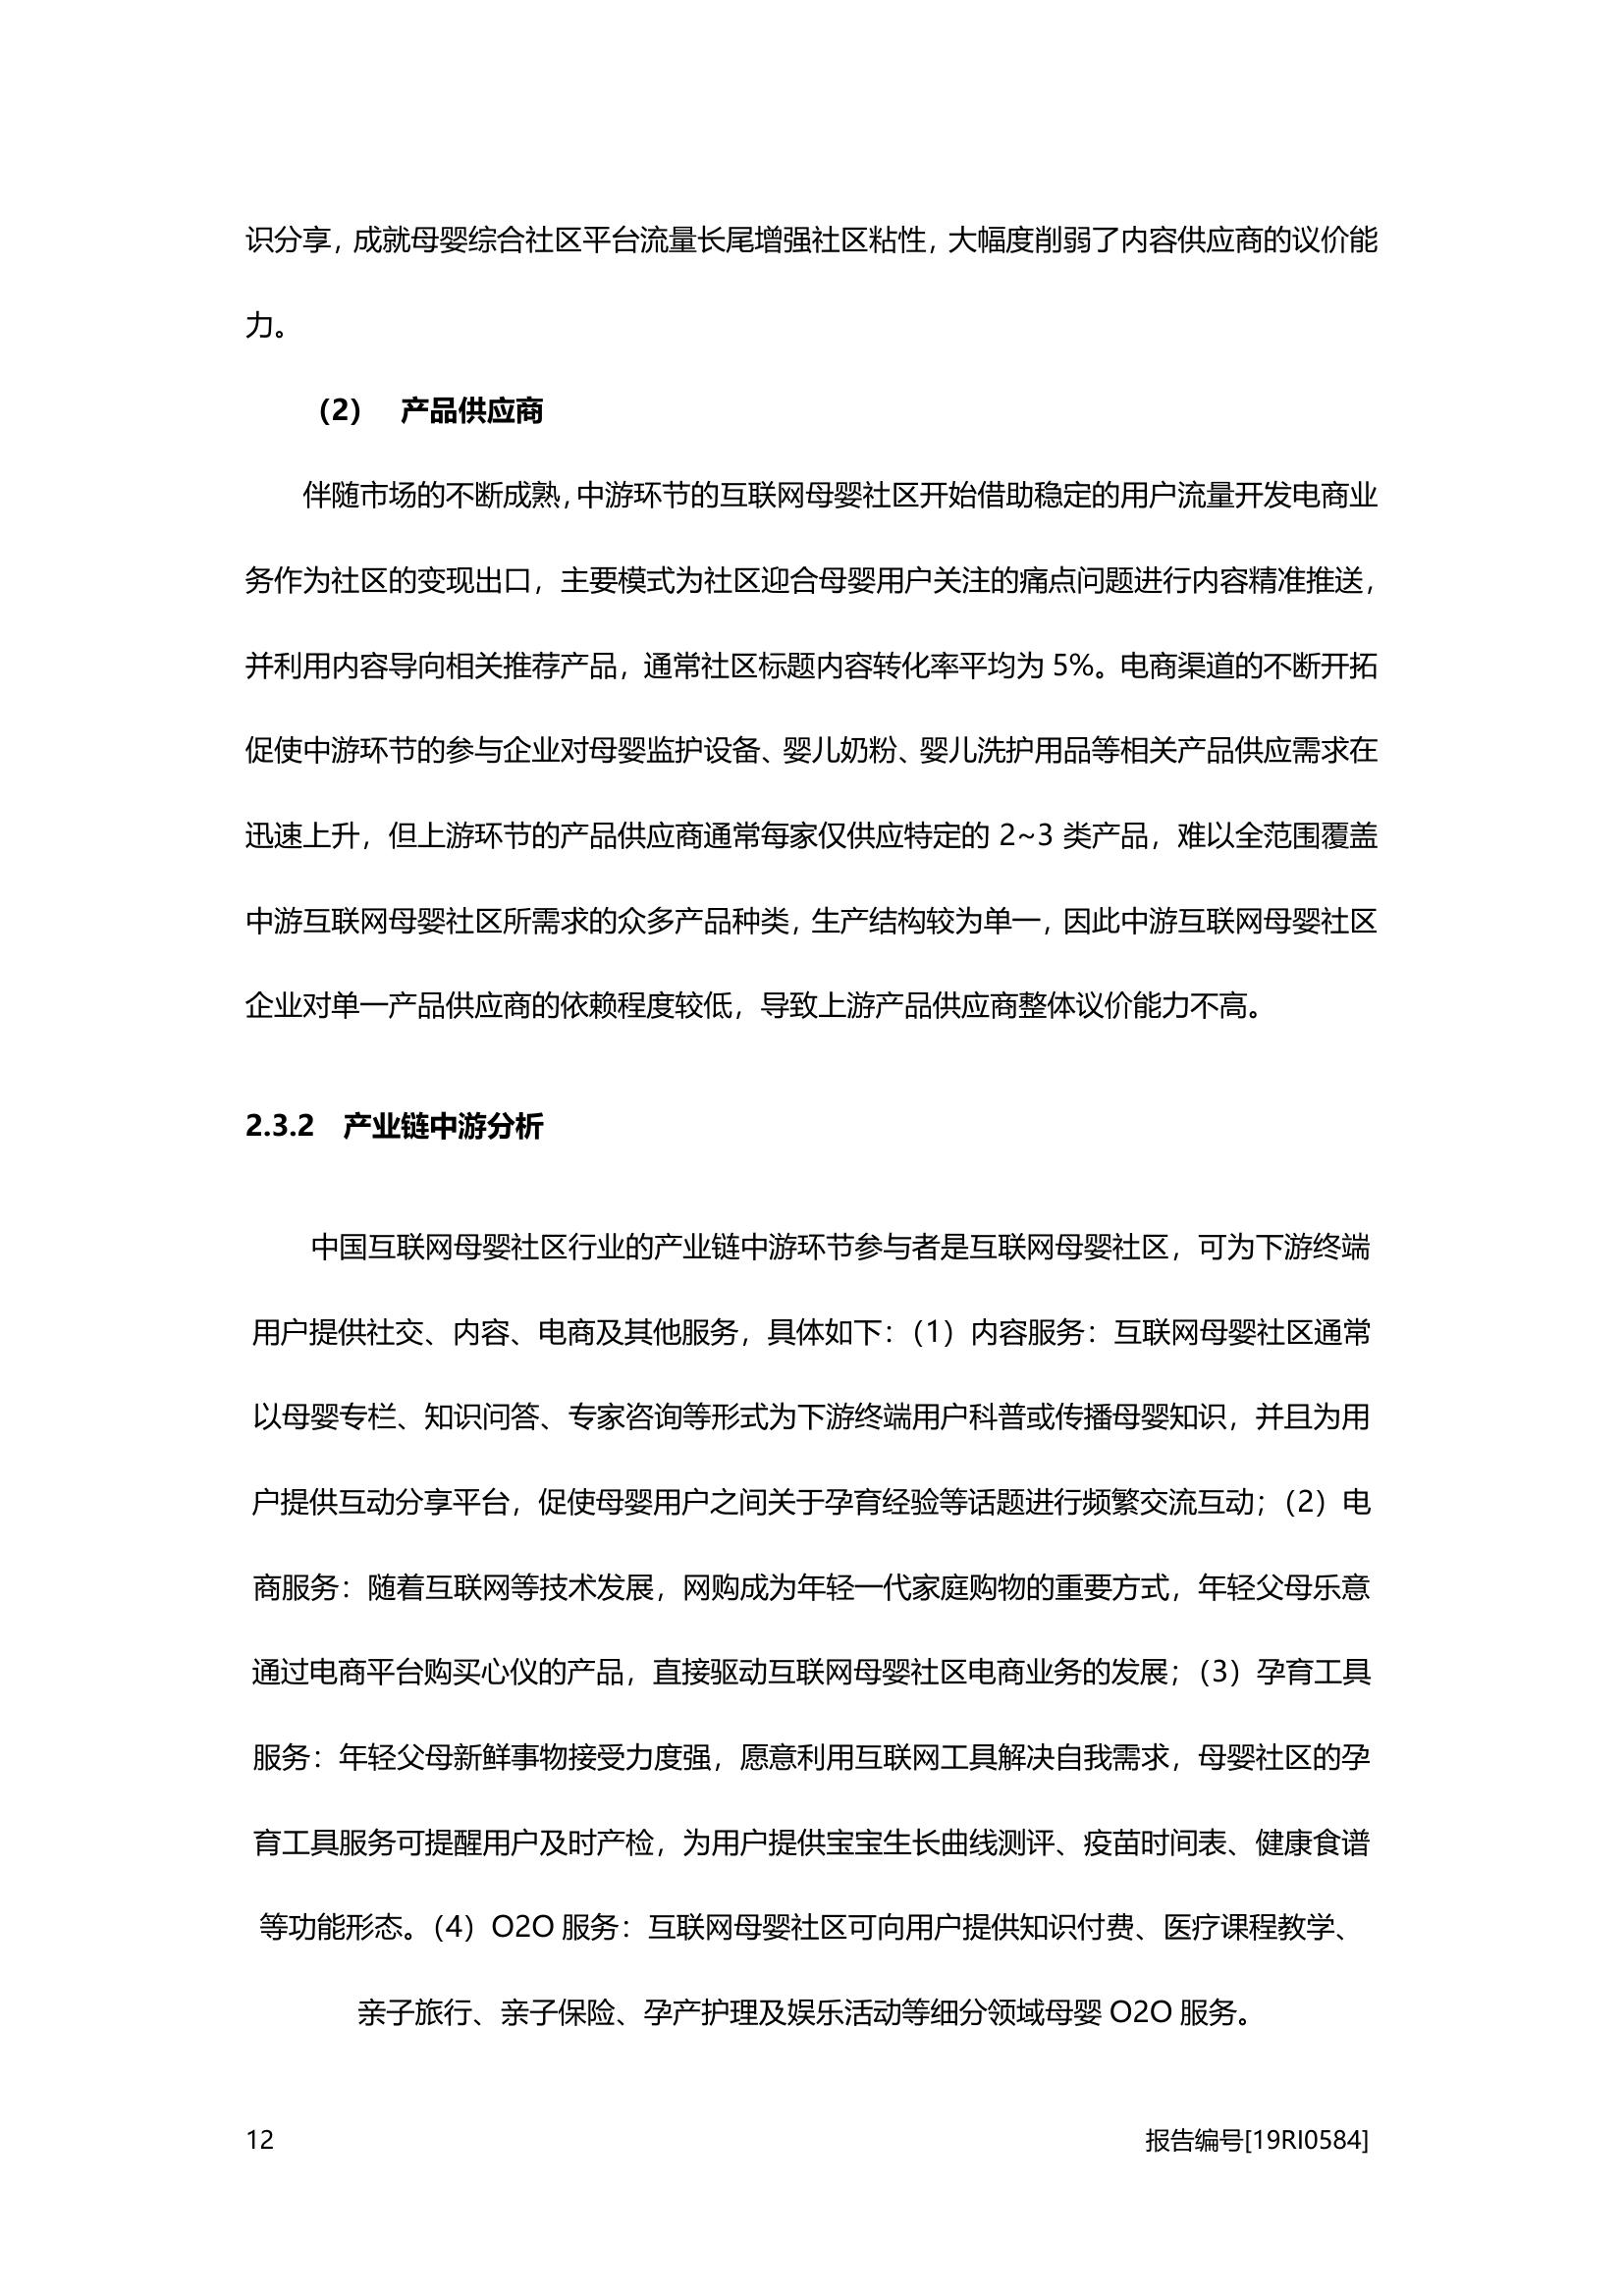 识分享，成就母婴综合社区平台流量长尾增强社区粘性，大幅度削弱了内容供应商的议价能
力。
（2） 产品供应商
伴随市场的不断成熟，中游环节的互联网母婴社区开始借助稳定的用户流量开发电商业
务作为社区的变现出口，主要模式为社区迎合母婴用户关注的痛点问题进行内容精准推送，
并利用内容导向相关推荐产品，通常社区标题内容转化率平均为 5%。电商渠道的不断开拓
促使中游环节的参与企业对母婴监护设备、婴儿奶粉、婴儿洗护用品等相关产品供应需求在
迅速上升，但上游环节的产品供应商通常每家仅供应特定的 2~3 类产品，难以全范围覆盖
中游互联网母婴社区所需求的众多产品种类，生产结构较为单一，因此中游互联网母婴社区
企业对单一产品供应商的依赖程度较低，导致上游产品供应商整体议价能力不高。
2.3.2 产业链中游分析
中国互联网母婴社区行业的产业链中游环节参与者是互联网母婴社区，可为下游终端
用户提供社交、内容、电商及其他服务，具体如下：（1）内容服务：互联网母婴社区通常
以母婴专栏、知识问答、专家咨询等形式为下游终端用户科普或传播母婴知识，并且为用
户提供互动分享平台，促使母婴用户之间关于孕育经验等话题进行频繁交流互动；（2）电
商服务：随着互联网等技术发展，网购成为年轻一代家庭购物的重要方式，年轻父母乐意
通过电商平台购买心仪的产品，直接驱动互联网母婴社区电商业务的发展；（3）孕育工具
服务：年轻父母新鲜事物接受力度强，愿意利用互联网工具解决自我需求，母婴社区的孕
育工具服务可提醒用户及时产检，为用户提供宝宝生长曲线测评、疫苗时间表、健康食谱
等功能形态。（4）O2O 服务：互联网母婴社区可向用户提供知识付费、医疗课程教学、
亲子旅行、亲子保险、孕产护理及娱乐活动等细分领域母婴 O2O 服务。
12 报告编号[19RI0584]